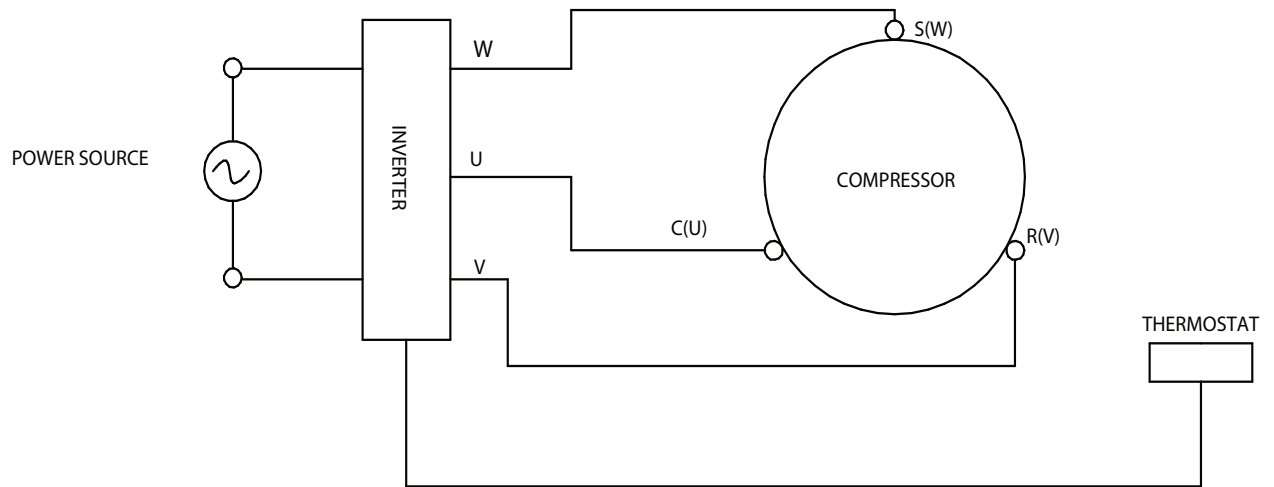 W
S(W)
POWER SOURCE
INVERTER
U
COMPRESSOR
C(U)
R(V)
V
THERMOSTAT